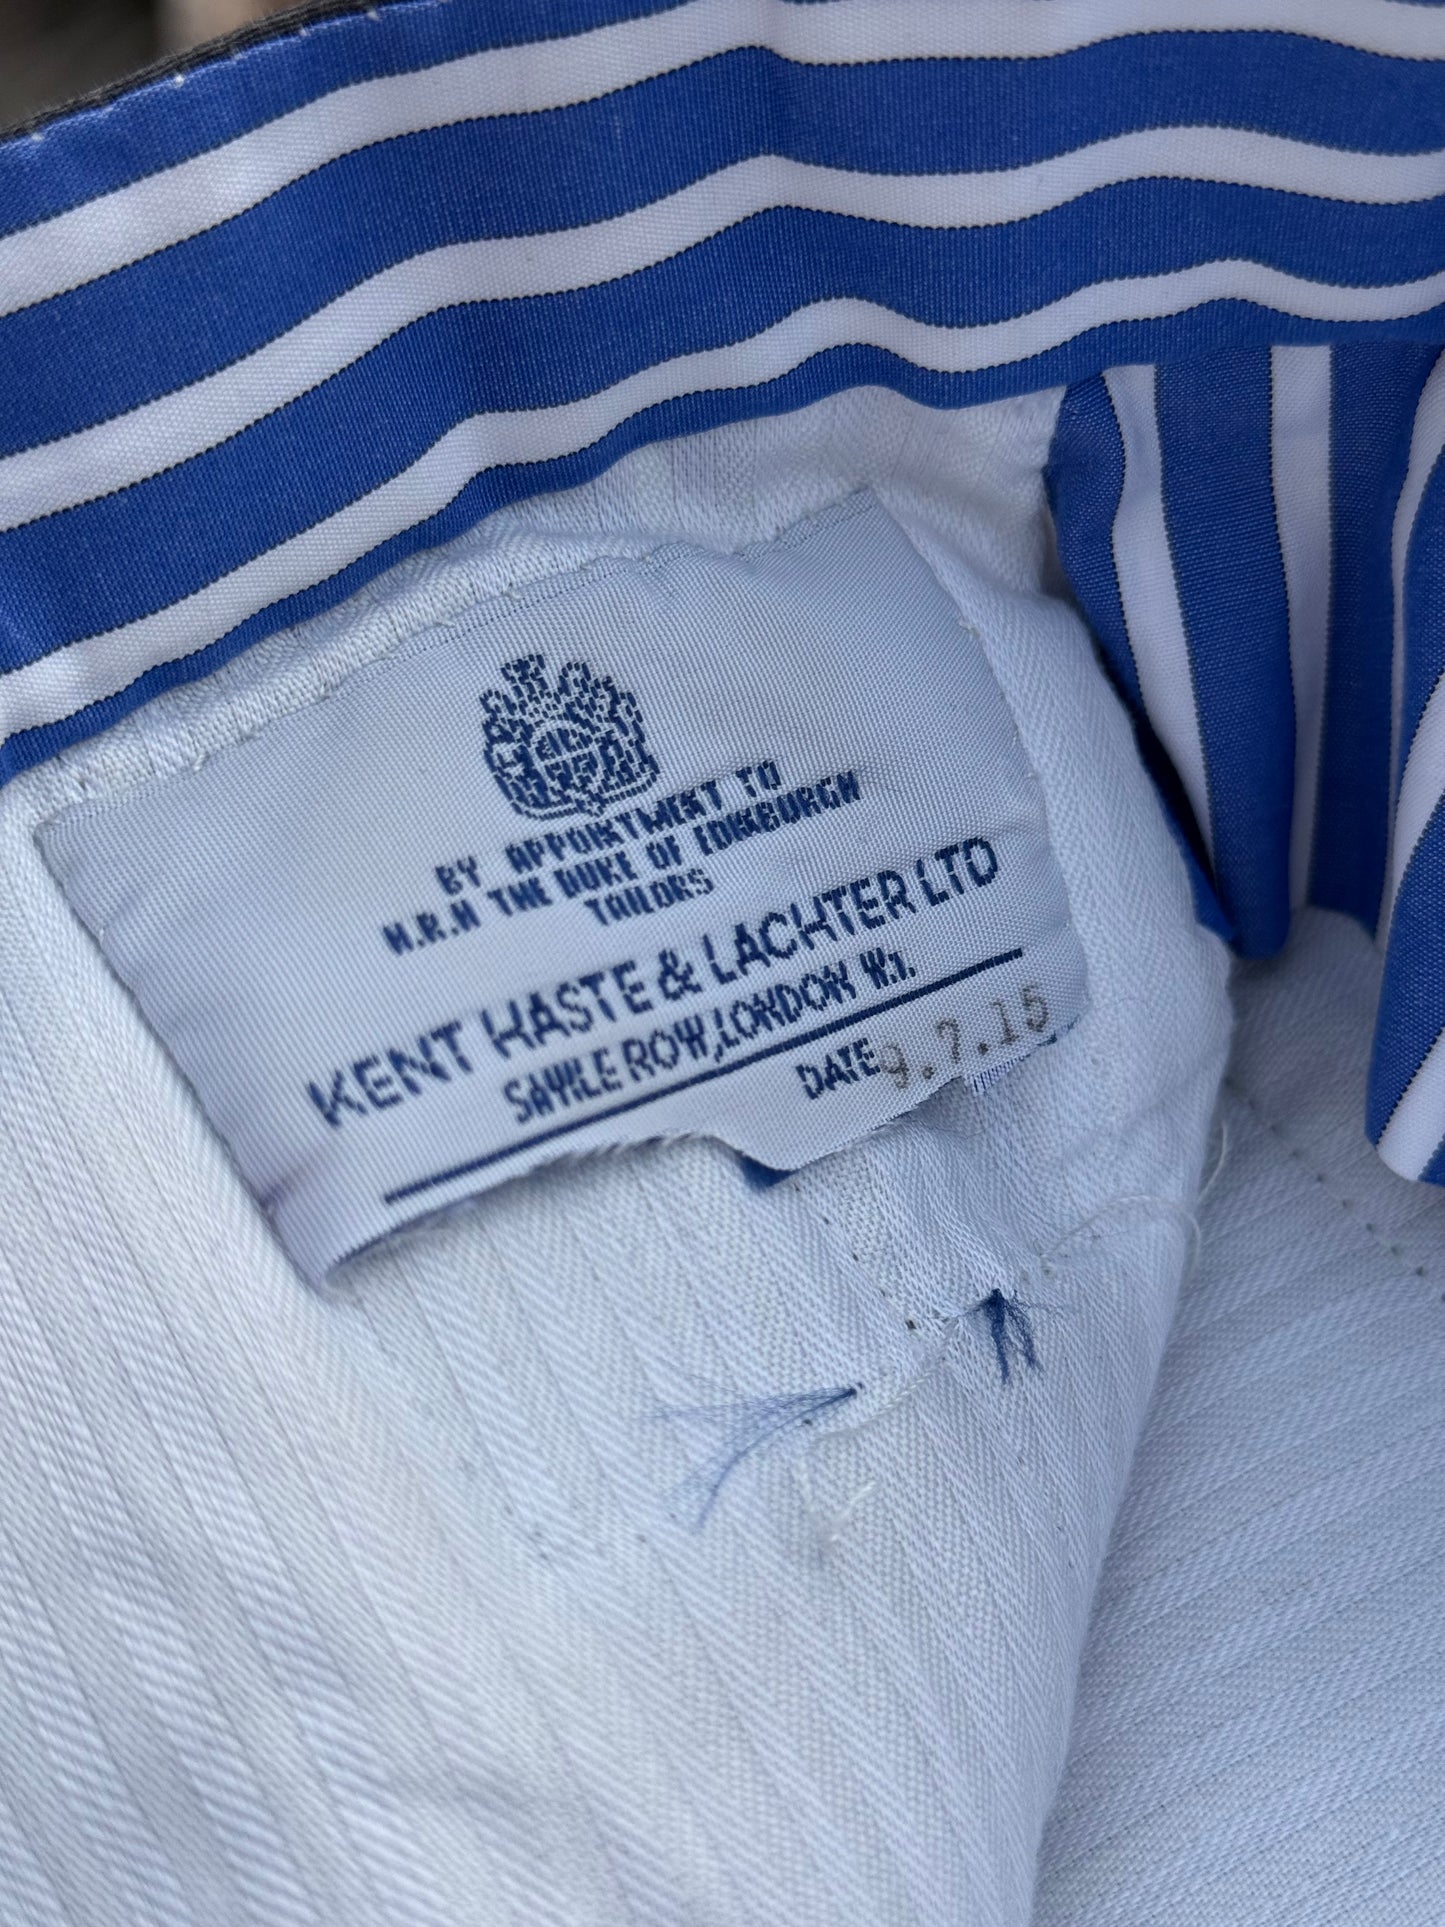 BY APPOINTMENT TO
H.R.H THE DUKE OF EDINBURGH
TAILORS
KENT HASTE & LACHTER LTD
SAVILE ROW, LONDON W.1.
DATE 9.7.15